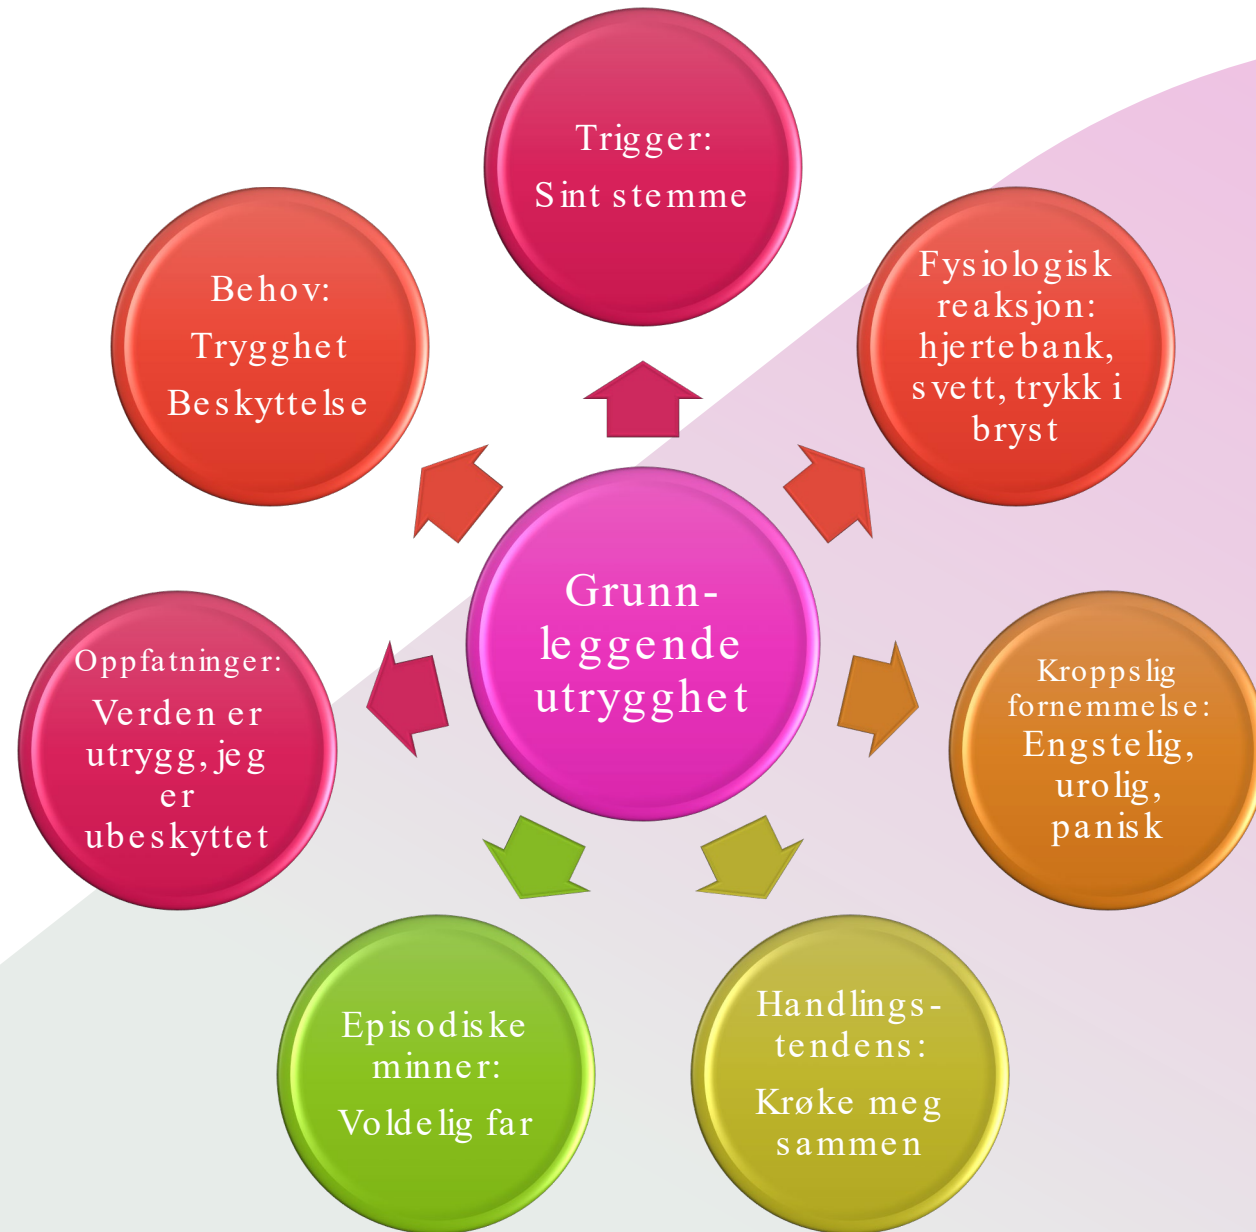 Trigger:
Sint stemme
Fysiologisk
reaksjon:
hjertebank,
svett, trykk i
bryst
Kroppslig
fornemmelse:
Engstelig,
urolig,
panisk
Handlings-
tendens:
Krøke meg
sammen
Episodiske
minner:
Voldelig far
Oppfatninger:
Verden er
utrygg, jeg
er
ubeskyttet
Behov:
Trygghet
Beskyttelse
Grunn-
leggende
utrygghet